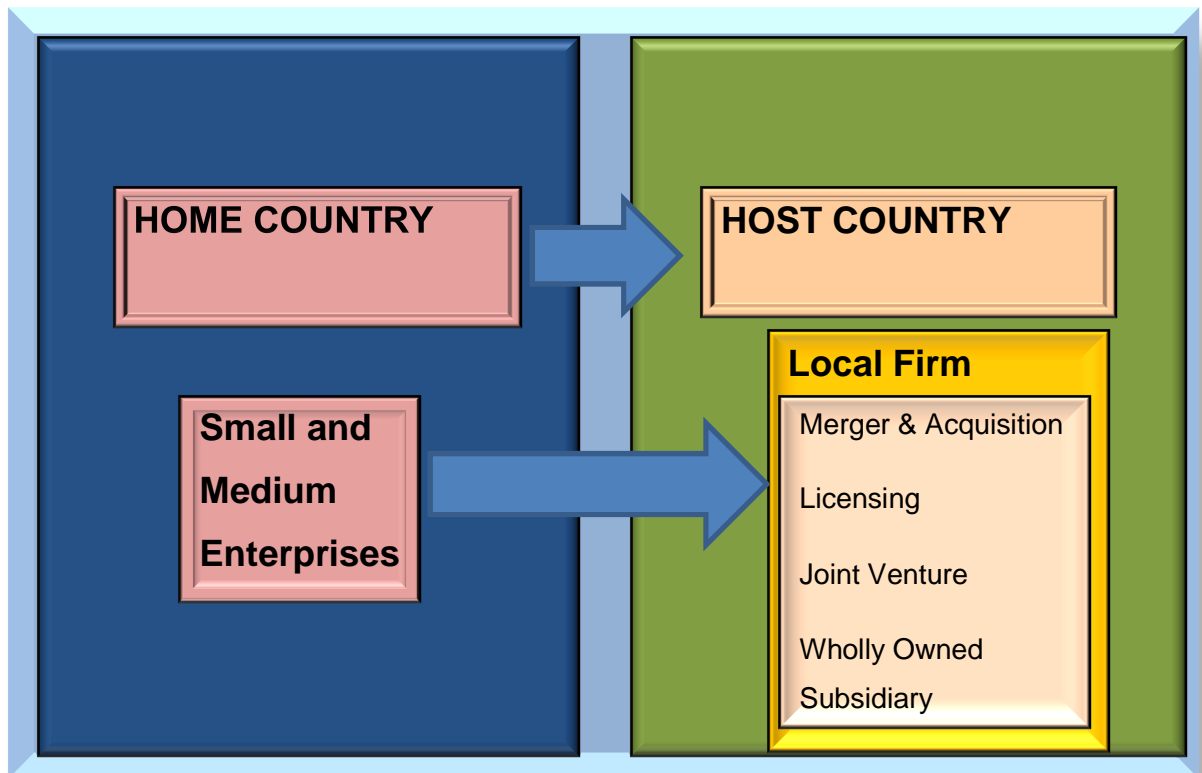 HOME COUNTRY
HOST COUNTRY
Small and
Medium
Enterprises
Local Firm
Merger & Acquisition
Licensing
Joint Venture
Wholly Owned
Subsidiary